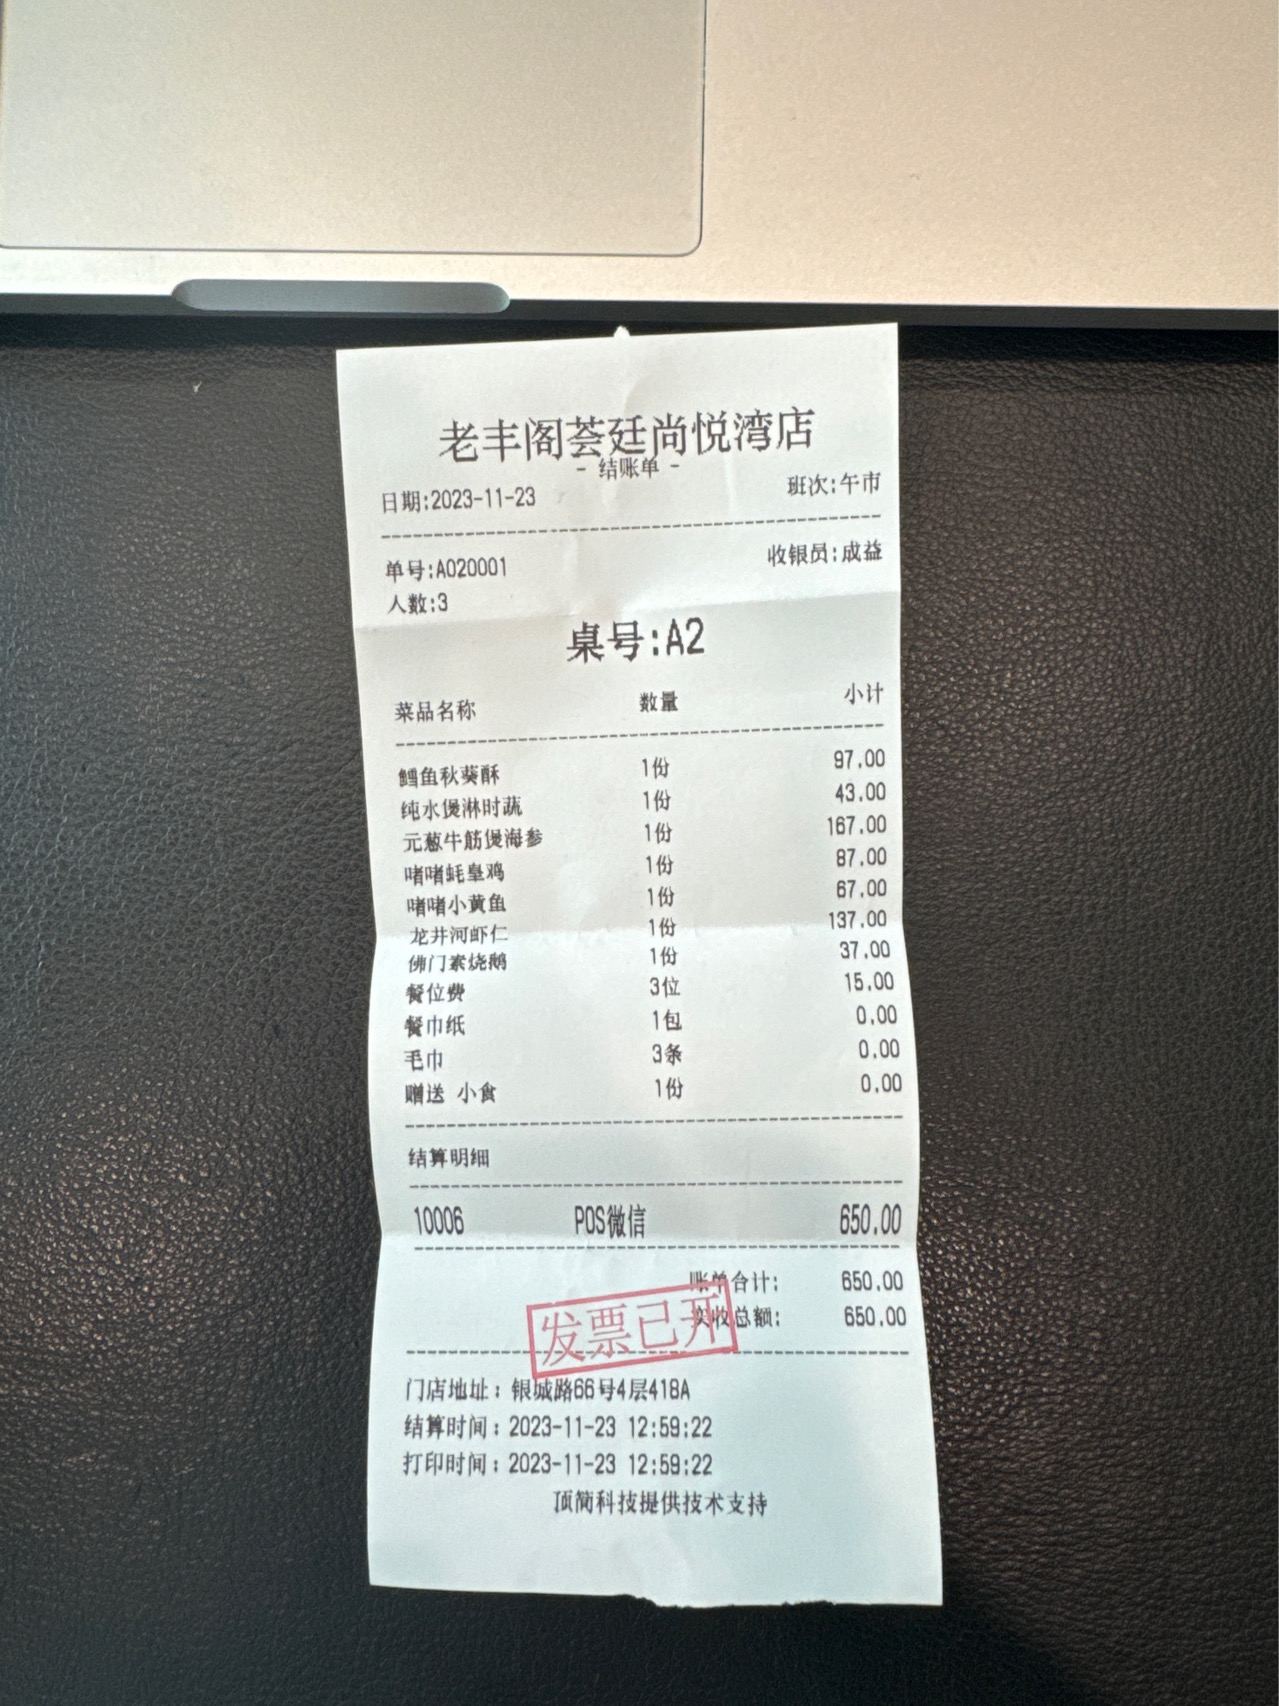 老丰阁荟廷尚悦湾店
- 结账单 -
日期:2023-11-23 班次:午市
单号:A020001 收银员:成益
人数:3
桌号:A2
菜品名称 数量 小计
鳕鱼秋葵酥 1份 97.00
纯水煲淋时蔬 1份 43.00
元葱牛筋煲海参 1份 167.00
啫啫蚝皇鸡 1份 87.00
啫啫小黄鱼 1份 67.00
龙井河虾仁 1份 137.00
佛门素烧鹅 1份 37.00
餐位费 3位 15.00
餐巾纸 1包 0.00
毛巾 3条 0.00
赠送 小食 1份 0.00
结算明细
10006 POS微信 650.00
账单合计: 650.00
实收总额: 650.00
发票已开
门店地址：银城路66号4层418A
结算时间：2023-11-23 12:59:22
打印时间：2023-11-23 12:59:22
顶简科技提供技术支持